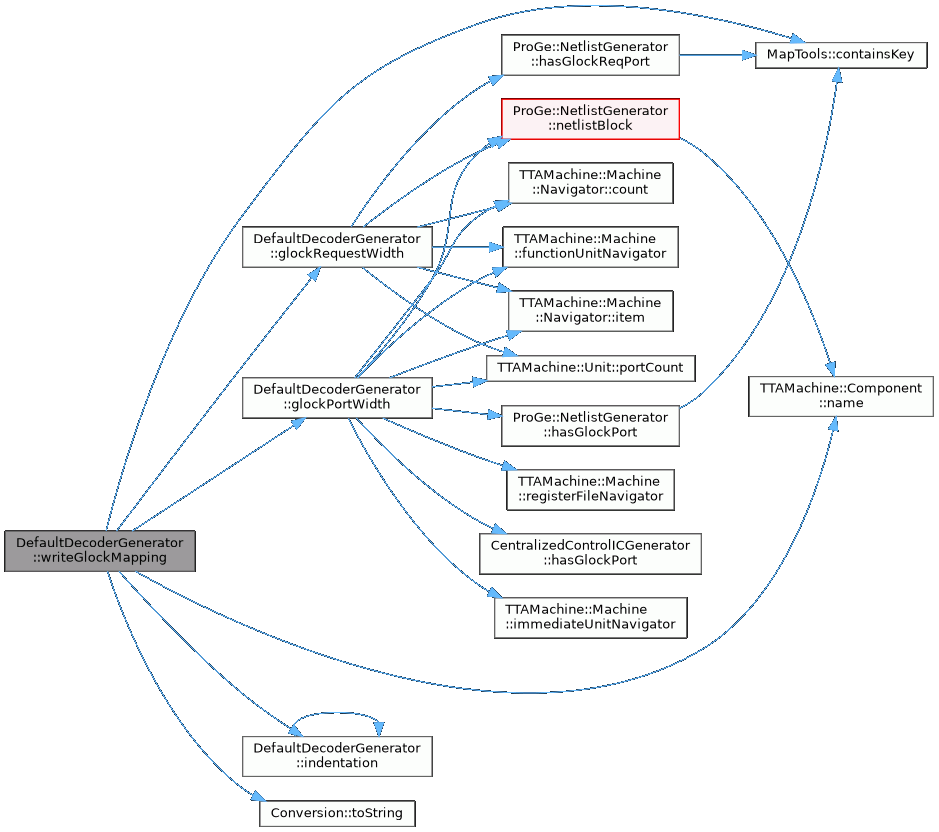 ProGe::NetlistGenerator
::hasGlockReqPort
MapTools::containsKey
ProGe::NetlistGenerator
::netlistBlock
TTAMachine::Machine
::Navigator::count
DefaultDecoderGenerator
::glockRequestWidth
TTAMachine::Machine
::functionUnitNavigator
TTAMachine::Machine
::Navigator::item
TTAMachine::Unit::portCount
DefaultDecoderGenerator
::glockPortWidth
TTAMachine::Component
::name
ProGe::NetlistGenerator
::hasGlockPort
TTAMachine::Machine
::registerFileNavigator
DefaultDecoderGenerator
::writeGlockMapping
CentralizedControlICGenerator
::hasGlockPort
TTAMachine::Machine
::immediateUnitNavigator
DefaultDecoderGenerator
::indentation
Conversion::toString